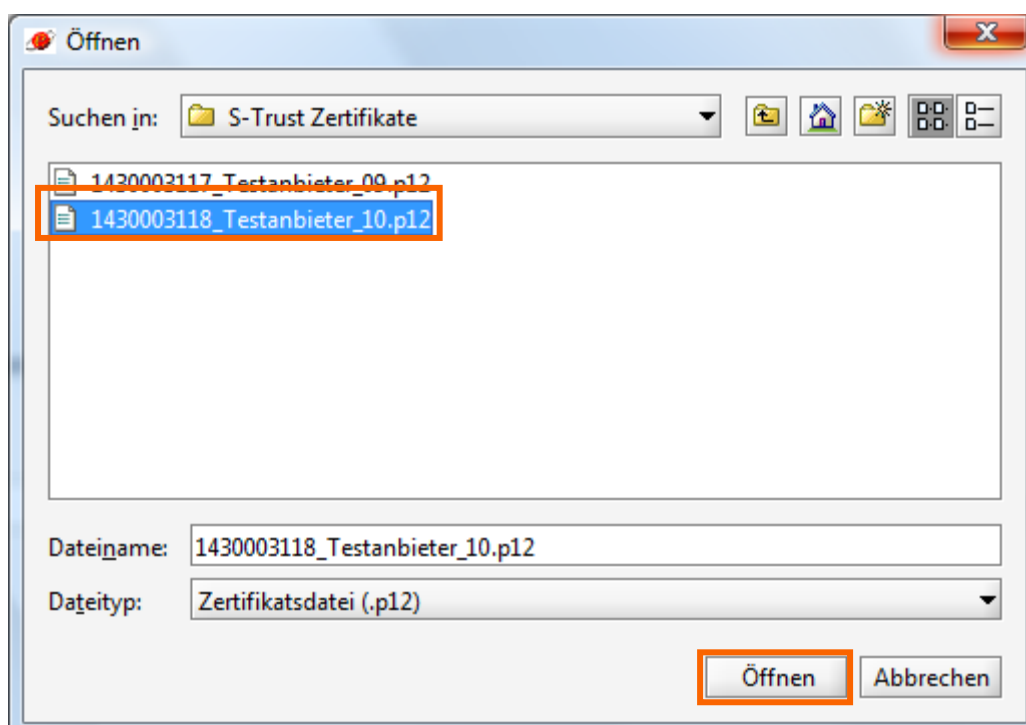 Öffnen
Suchen in: S-Trust Zertifikate
1430003117_Testanbieter_09.p12
1430003118_Testanbieter_10.p12
Dateiname: 1430003118_Testanbieter_10.p12
Dateityp: Zertifikatsdatei (.p12)
Öffnen Abbrechen